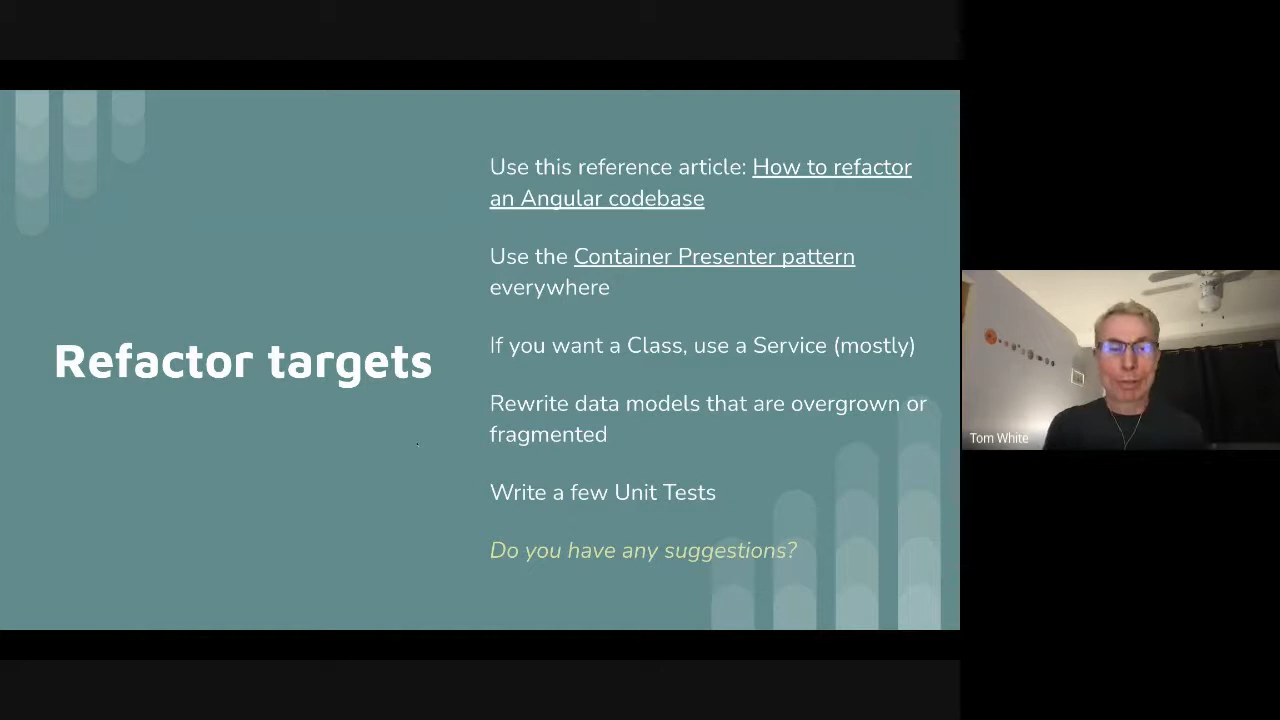 Refactor targets
Use this reference article: How to refactor
an Angular codebase
Use the Container Presenter pattern
everywhere
If you want a Class, use a Service (mostly)
Rewrite data models that are overgrown or
fragmented
Write a few Unit Tests
Do you have any suggestions?
Tom White